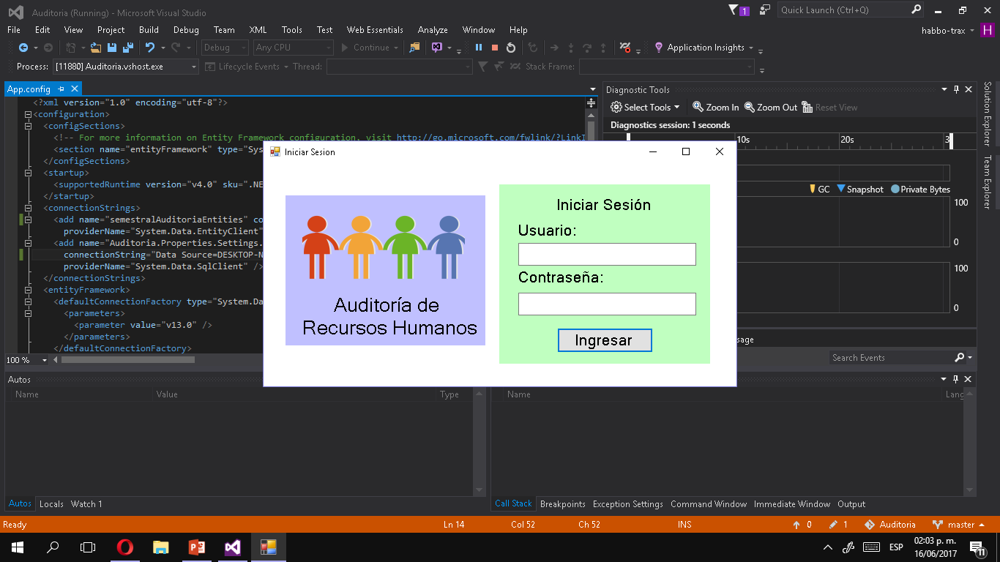 Auditoria (Running) - Microsoft Visual Studio
1
Quick Launch (Ctrl+Q)
File Edit View Project Build Debug Team XML Tools Test Web Essentials Analyze Window Help
habbo-trax H
Debug Any CPU Continue Application Insights
Process: [11880] Auditoria.vshost.exe Lifecycle Events Thread: Stack Frame:
App.config
<?xml version="1.0" encoding="utf-8"?>
<configuration>
<configSections>
<!-- For more information on Entity Framework configuration, visit http://go.microsoft.com/fwlink/?LinkI
<section name="entityFramework" type="Sys
</configSections>
<startup>
<supportedRuntime version="v4.0" sku=".NE
</startup>
<connectionStrings>
<add name="semestralAuditoriaEntities" co
providerName="System.Data.EntityClient"
<add name="Auditoria.Properties.Settings.
connectionString="Data Source=DESKTOP-N
providerName="System.Data.SqlClient" />
</connectionStrings>
<entityFramework>
<defaultConnectionFactory type="System.Da
<parameters>
<parameter value="v13.0" />
</parameters>
</defaultConnectionFactory>
100 %
Iniciar Sesion
Auditoría de
Recursos Humanos
Iniciar Sesión
Usuario:
Contraseña:
Ingresar
Diagnostic Tools
Select Tools Zoom In Zoom Out Reset View
Diagnostics session: 1 seconds
10s 20s 3
GC Snapshot Private Bytes
100
0
100
0
sage
Search Events
Solution Explorer
Team Explorer
Autos
Name Value Type
Name Lang
Autos Locals Watch 1
Call Stack Breakpoints Exception Settings Command Window Immediate Window Output
Ready Ln 14 Col 52 Ch 52 INS 0 1 Auditoria master
ESP
02:03 p. m.
16/06/2017
11